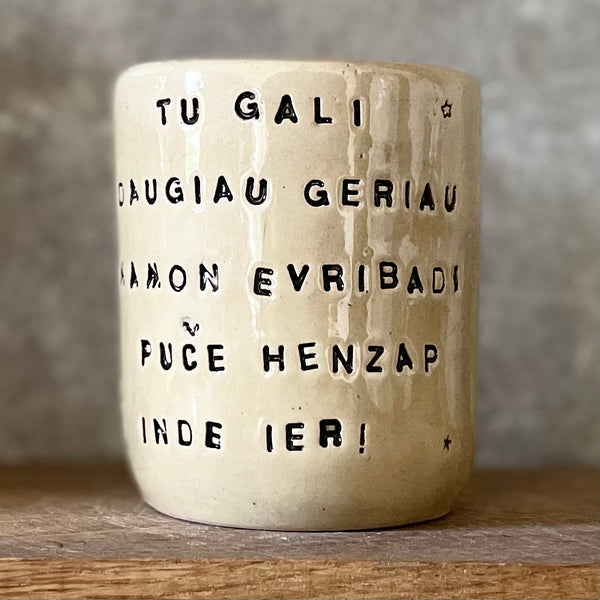 TU GALI
DAUGIAU GERIAU
KAMON EVRIBADI
PUČE HENZAP
INDE IER!